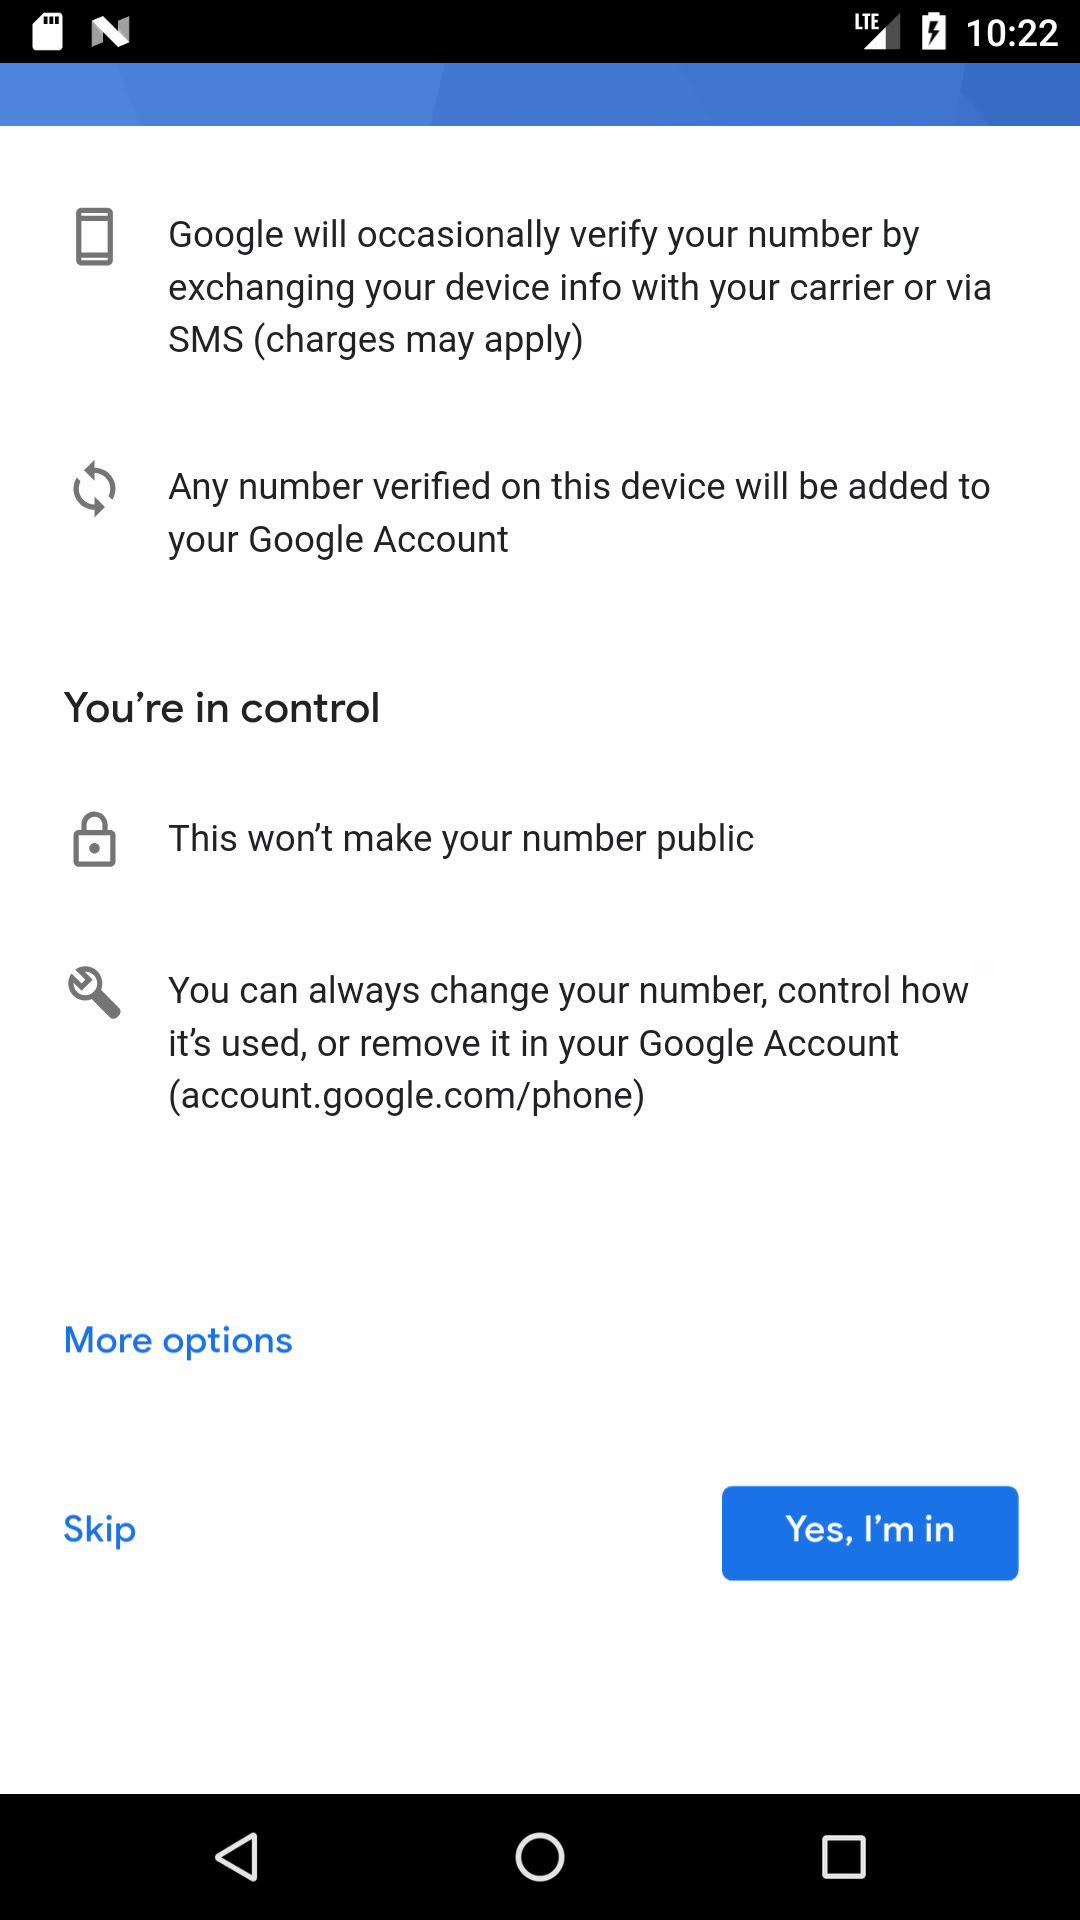 LTE 10:22
Google will occasionally verify your number by
exchanging your device info with your carrier or via
SMS (charges may apply)
Any number verified on this device will be added to
your Google Account
You’re in control
This won’t make your number public
You can always change your number, control how
it’s used, or remove it in your Google Account
(account.google.com/phone)
More options
Skip
Yes, I’m in